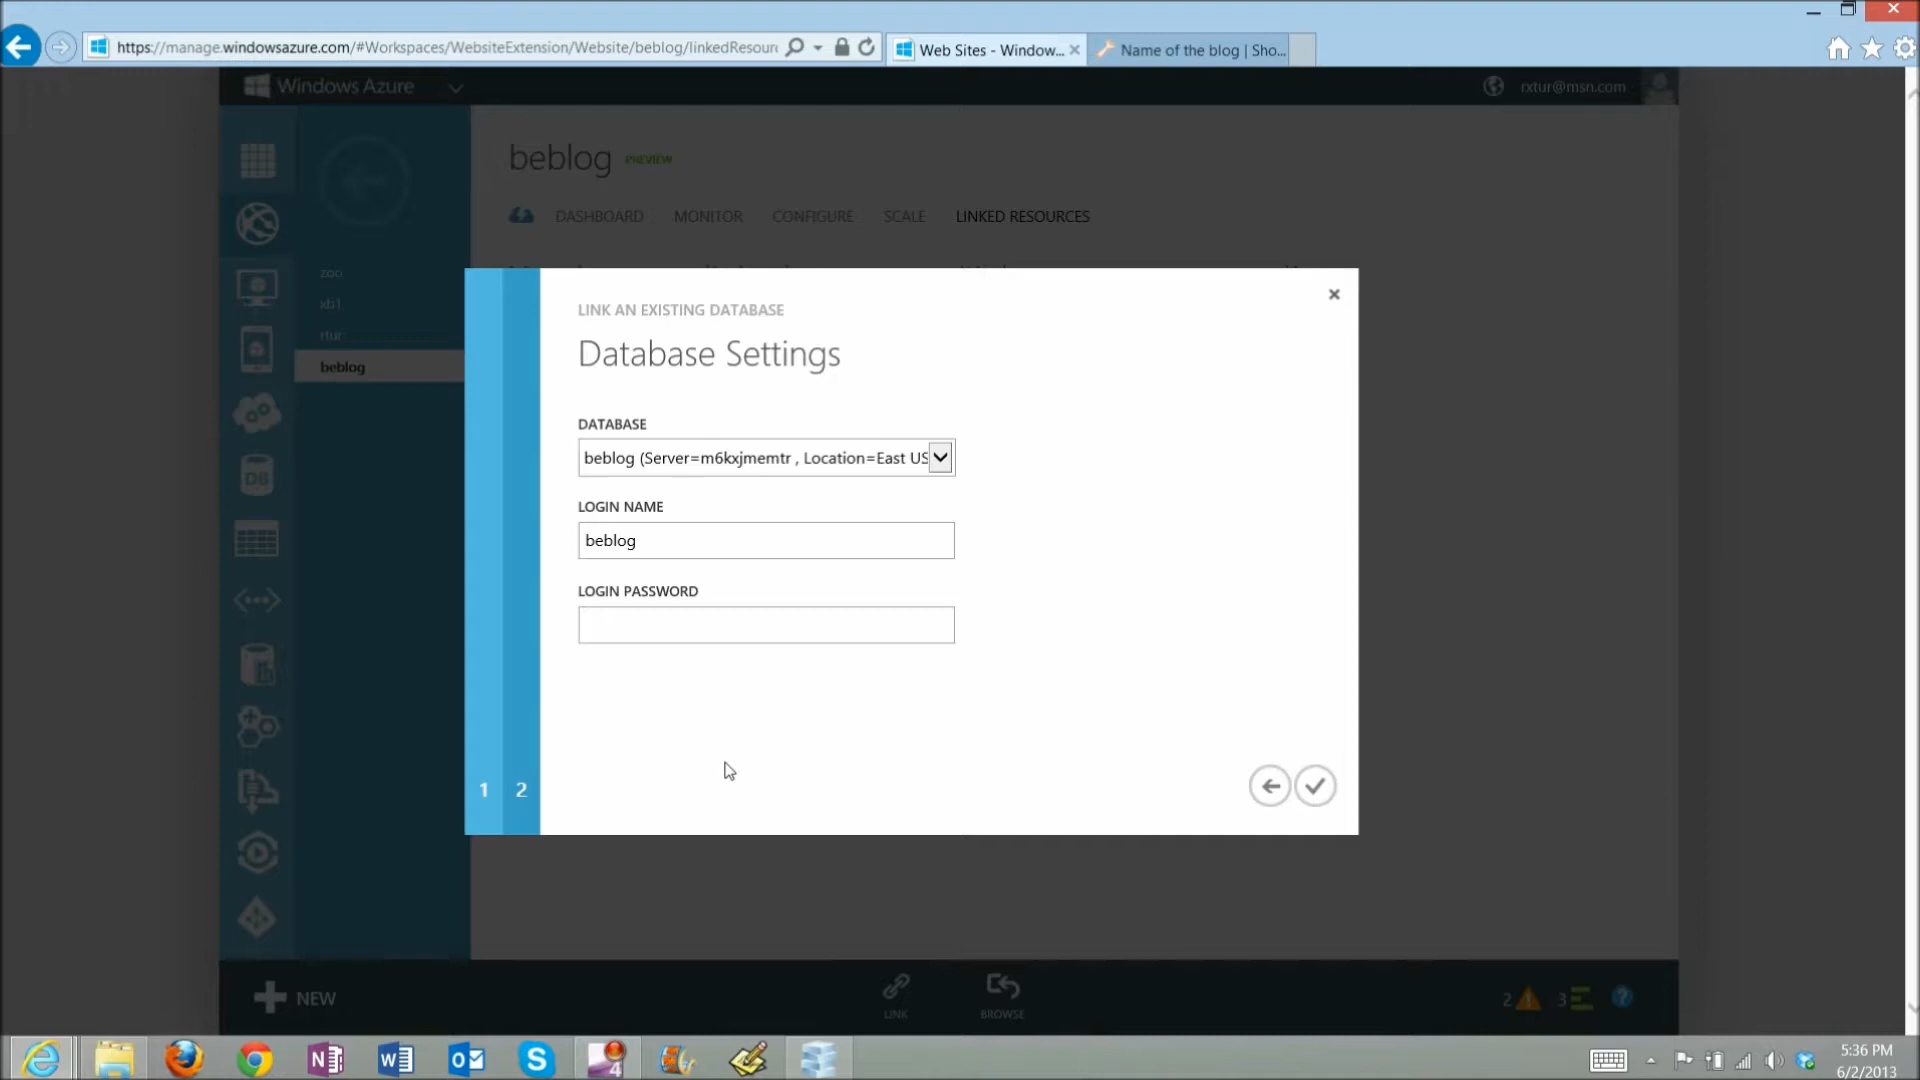 https://manage.windowsazure.com/#Workspaces/WebsiteExtension/Website/beblog/linkedResourc
Web Sites - Window...
Name of the blog | Sho...
Windows Azure
rxtur@msn.com
beblog PREVIEW
DASHBOARD MONITOR CONFIGURE SCALE LINKED RESOURCES
zoo
xb1
rtur
beblog
LINK AN EXISTING DATABASE
Database Settings
DATABASE
beblog (Server=m6kxjmemtr , Location=East US
LOGIN NAME
beblog
LOGIN PASSWORD
1 2
DB
NEW
LINK
BROWSE
2 3
4
5:36 PM
6/2/2013